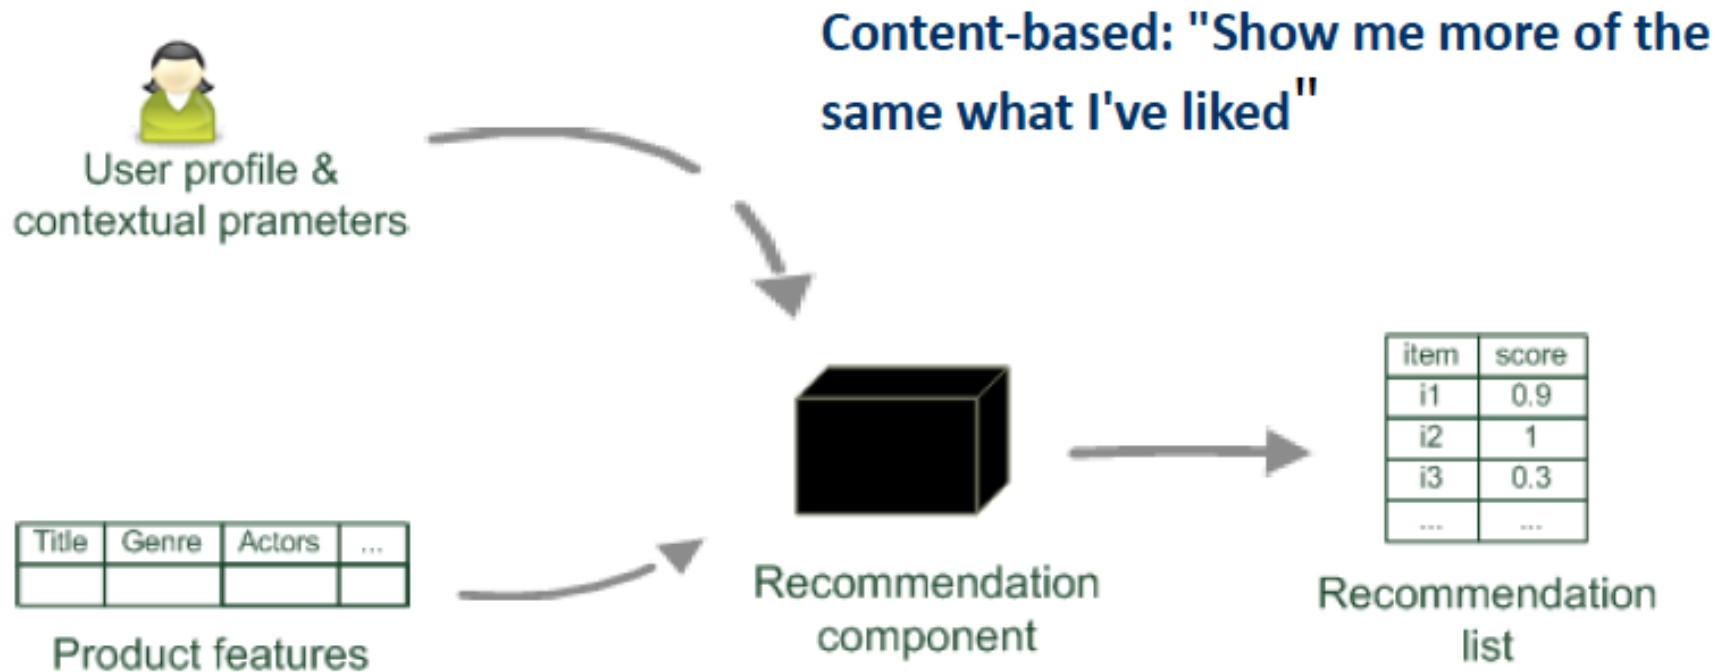 Content-based: "Show me more of the
same what I've liked"
User profile &
contextual prameters
Title Genre Actors ...
Product features
Recommendation
component
item score
i1 0.9
i2 1
i3 0.3
... ...
Recommendation
list